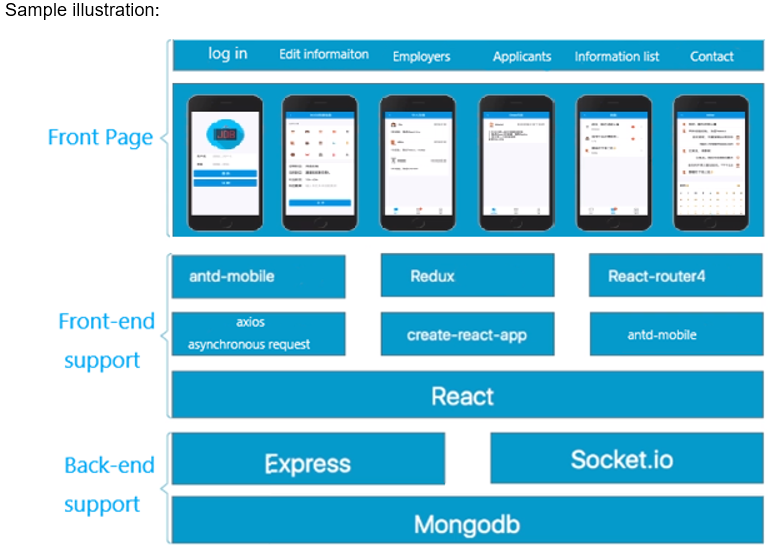 Sample illustration:
log in
Edit informaiton
Employers
Applicants
Information list
Contact
Front Page
antd-mobile
Redux
React-router4
Front-end
support
axios
asynchronous request
create-react-app
antd-mobile
React
Back-end
support
Express
Socket.io
Mongodb